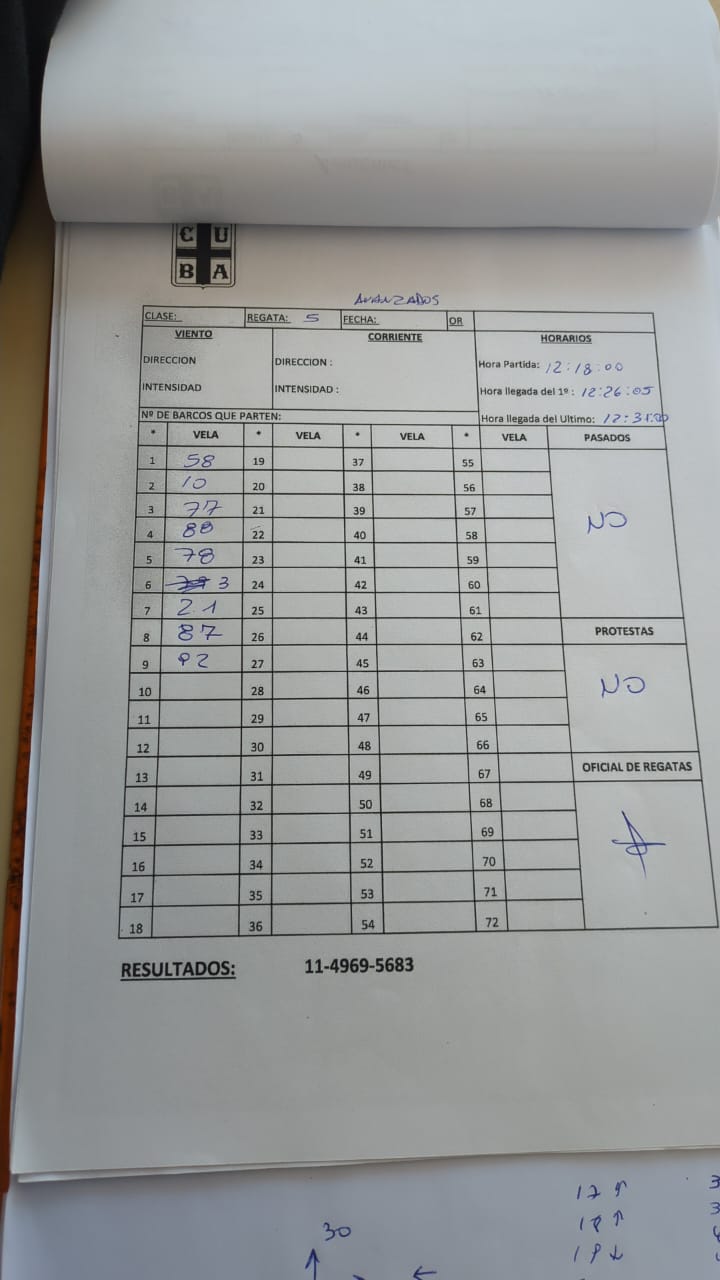 CU
BA
AVANZADOS
CLASE: REGATA: 5 FECHA: OR
VIENTO CORRIENTE HORARIOS
DIRECCION DIRECCION : Hora Partida: 12:18:00
INTENSIDAD INTENSIDAD : Hora llegada del 1º : 12:26:05
Nº DE BARCOS QUE PARTEN: Hora llegada del Ultimo: 12:31:00
* VELA * VELA * VELA * VELA PASADOS
1 58 19 37 55
2 10 20 38 56
3 77 21 39 57
4 88 22 40 58 NO
5 78 23 41 59
6 3 24 42 60
7 21 25 43 61
8 87 26 44 62 PROTESTAS
9 92 27 45 63
10 28 46 64 NO
11 29 47 65
12 30 48 66
13 31 49 67 OFICIAL DE REGATAS
14 32 50 68
15 33 51 69
16 34 52 70
17 35 53 71
18 36 54 72
RESULTADOS: 11-4969-5683
17 ↑
18 ↑
30